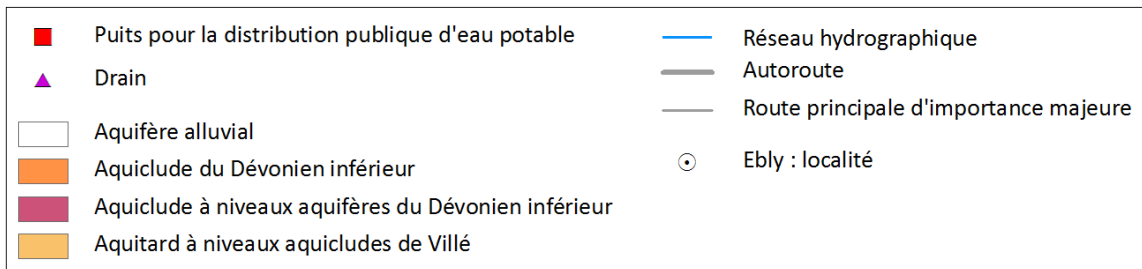 Puits pour la distribution publique d'eau potable
Drain
Aquifère alluvial
Aquiclude du Dévonien inférieur
Aquiclude à niveaux aquifères du Dévonien inférieur
Aquitard à niveaux aquicludes de Villé
Réseau hydrographique
Autoroute
Route principale d'importance majeure
Ebly : localité